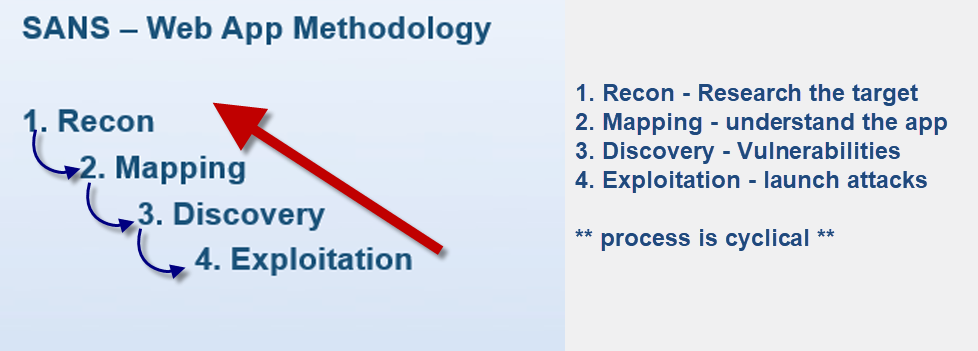 SANS – Web App Methodology
1. Recon
2. Mapping
3. Discovery
4. Exploitation
1. Recon - Research the target
2. Mapping - understand the app
3. Discovery - Vulnerabilities
4. Exploitation - launch attacks
** process is cyclical **